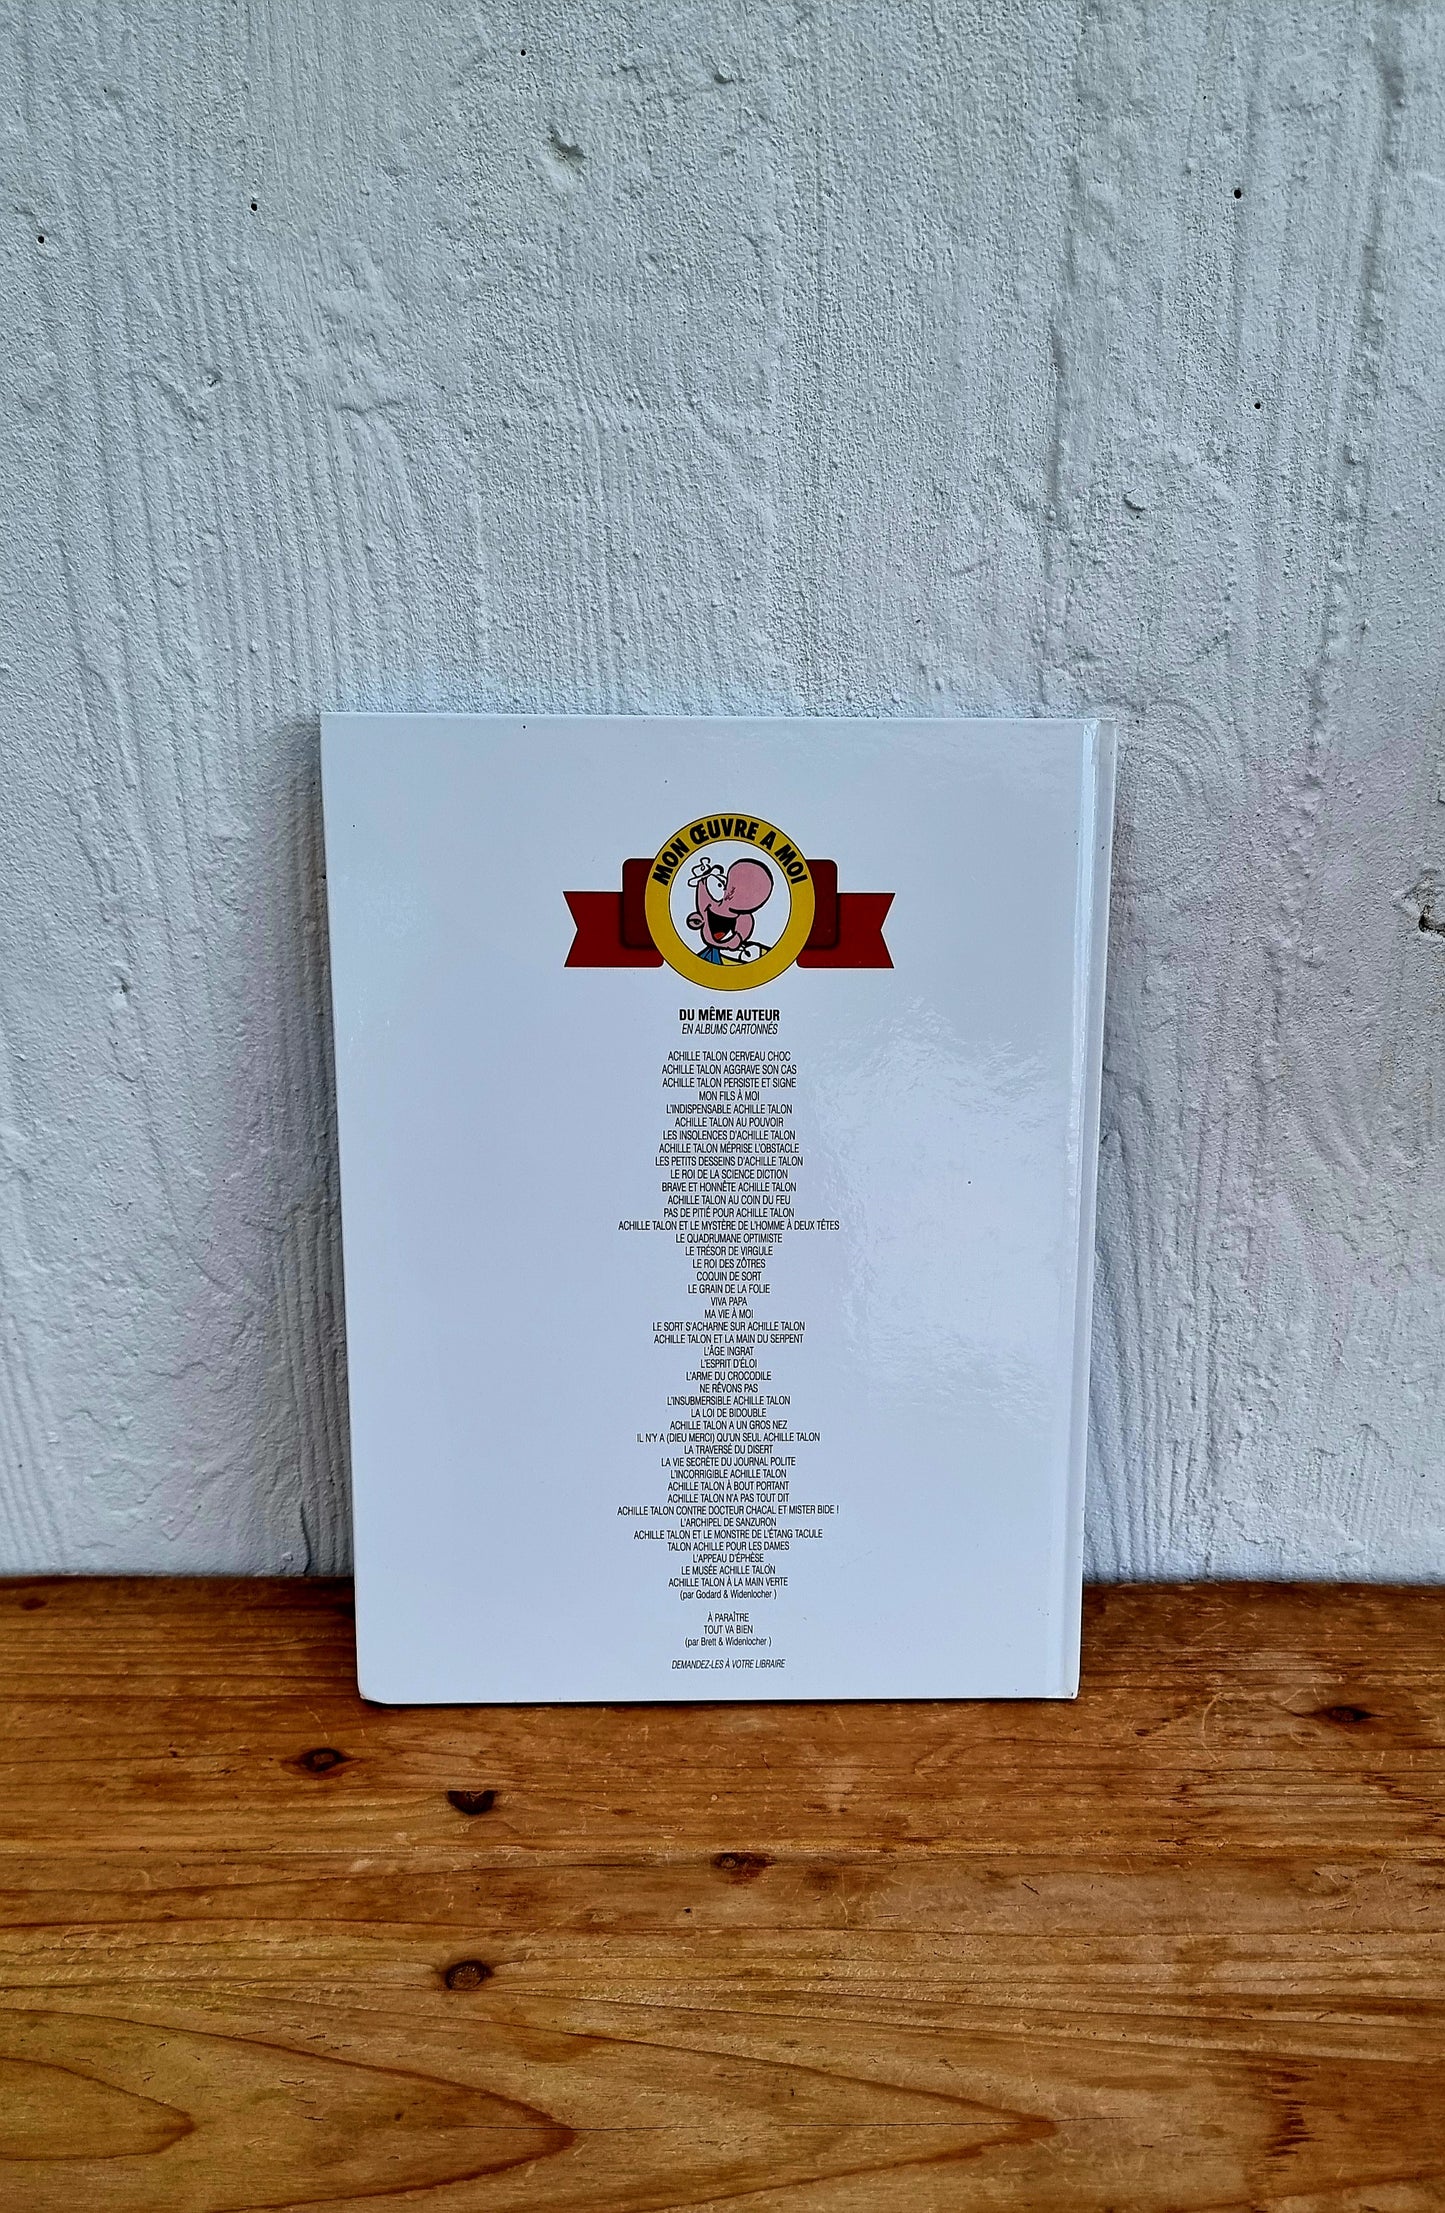 MON ŒUVRE A MOI
DU MÊME AUTEUR
EN ALBUMS CARTONNÉS
ACHILLE TALON CERVEAU CHOC
ACHILLE TALON AGGRAVE SON CAS
ACHILLE TALON PERSISTE ET SIGNE
MON FILS À MOI
L'INDISPENSABLE ACHILLE TALON
ACHILLE TALON AU POUVOIR
LES INSOLENCES D'ACHILLE TALON
ACHILLE TALON MÉPRISE L'OBSTACLE
LES PETITS DESSEINS D'ACHILLE TALON
LE ROI DE LA SCIENCE DICTION
BRAVE ET HONNÊTE ACHILLE TALON
ACHILLE TALON AU COIN DU FEU
PAS DE PITIÉ POUR ACHILLE TALON
ACHILLE TALON ET LE MYSTÈRE DE L'HOMME À DEUX TÊTES
LE QUADRUMANE OPTIMISTE
LE TRÉSOR DE VIRGULE
LE ROI DES ZÔTRES
COQUIN DE SORT
LE GRAIN DE LA FOLIE
VIVA PAPA
MA VIE À MOI
LE SORT S'ACHARNE SUR ACHILLE TALON
ACHILLE TALON ET LA MAIN DU SERPENT
L'ÂGE INGRAT
L'ESPRIT D'ÉLOI
L'ARME DU CROCODILE
NE RÊVONS PAS
L'INSUBMERSIBLE ACHILLE TALON
LA LOI DE BIDOUBLE
ACHILLE TALON A UN GROS NEZ
IL N'Y A (DIEU MERCI) QU'UN SEUL ACHILLE TALON
LA TRAVERSÉ DU DISERT
LA VIE SECRÈTE DU JOURNAL POLITE
L'INCORRIGIBLE ACHILLE TALON
ACHILLE TALON À BOUT PORTANT
ACHILLE TALON N'A PAS TOUT DIT
ACHILLE TALON CONTRE DOCTEUR CHACAL ET MISTER BIDE !
L'ARCHIPEL DE SANZURON
ACHILLE TALON ET LE MONSTRE DE L'ÉTANG TACULE
TALON ACHILLE POUR LES DAMES
L'APPEAU D'ÉPHÈSE
LE MUSÉE ACHILLE TALON
ACHILLE TALON À LA MAIN VERTE
(par Godard & Widenlocher )
À PARAÎTRE
TOUT VA BIEN
(par Brett & Widenlocher )
DEMANDEZ-LES À VOTRE LIBRAIRE